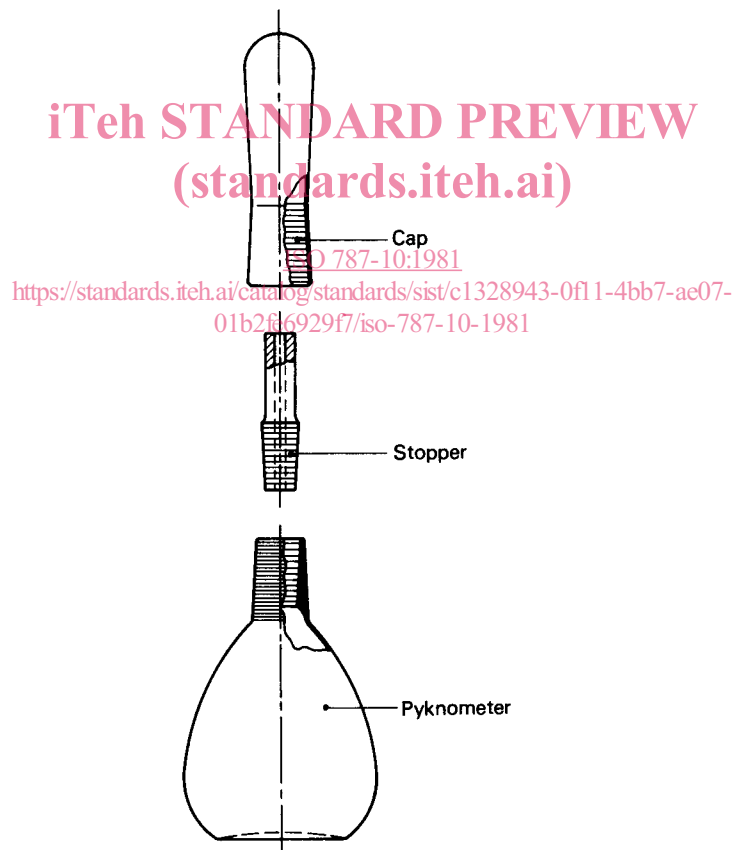 iTeh STANDARD PREVIEW
(standards.iteh.ai)
Cap
ISO 787-10:1981
https://standards.iteh.ai/catalog/standards/sist/c1328943-0f11-4bb7-ae07-
01b2fe6929f7/iso-787-10-1981
Stopper
Pyknometer